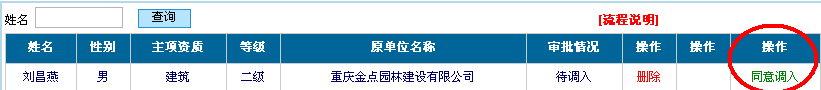 姓名 查询 [流程说明]
姓名 性别 主项资质 等级 原单位名称 审批情况 操作 操作 操作
刘昌燕 男 建筑 二级 重庆金点园林建设有限公司 待调入 删除 同意调入